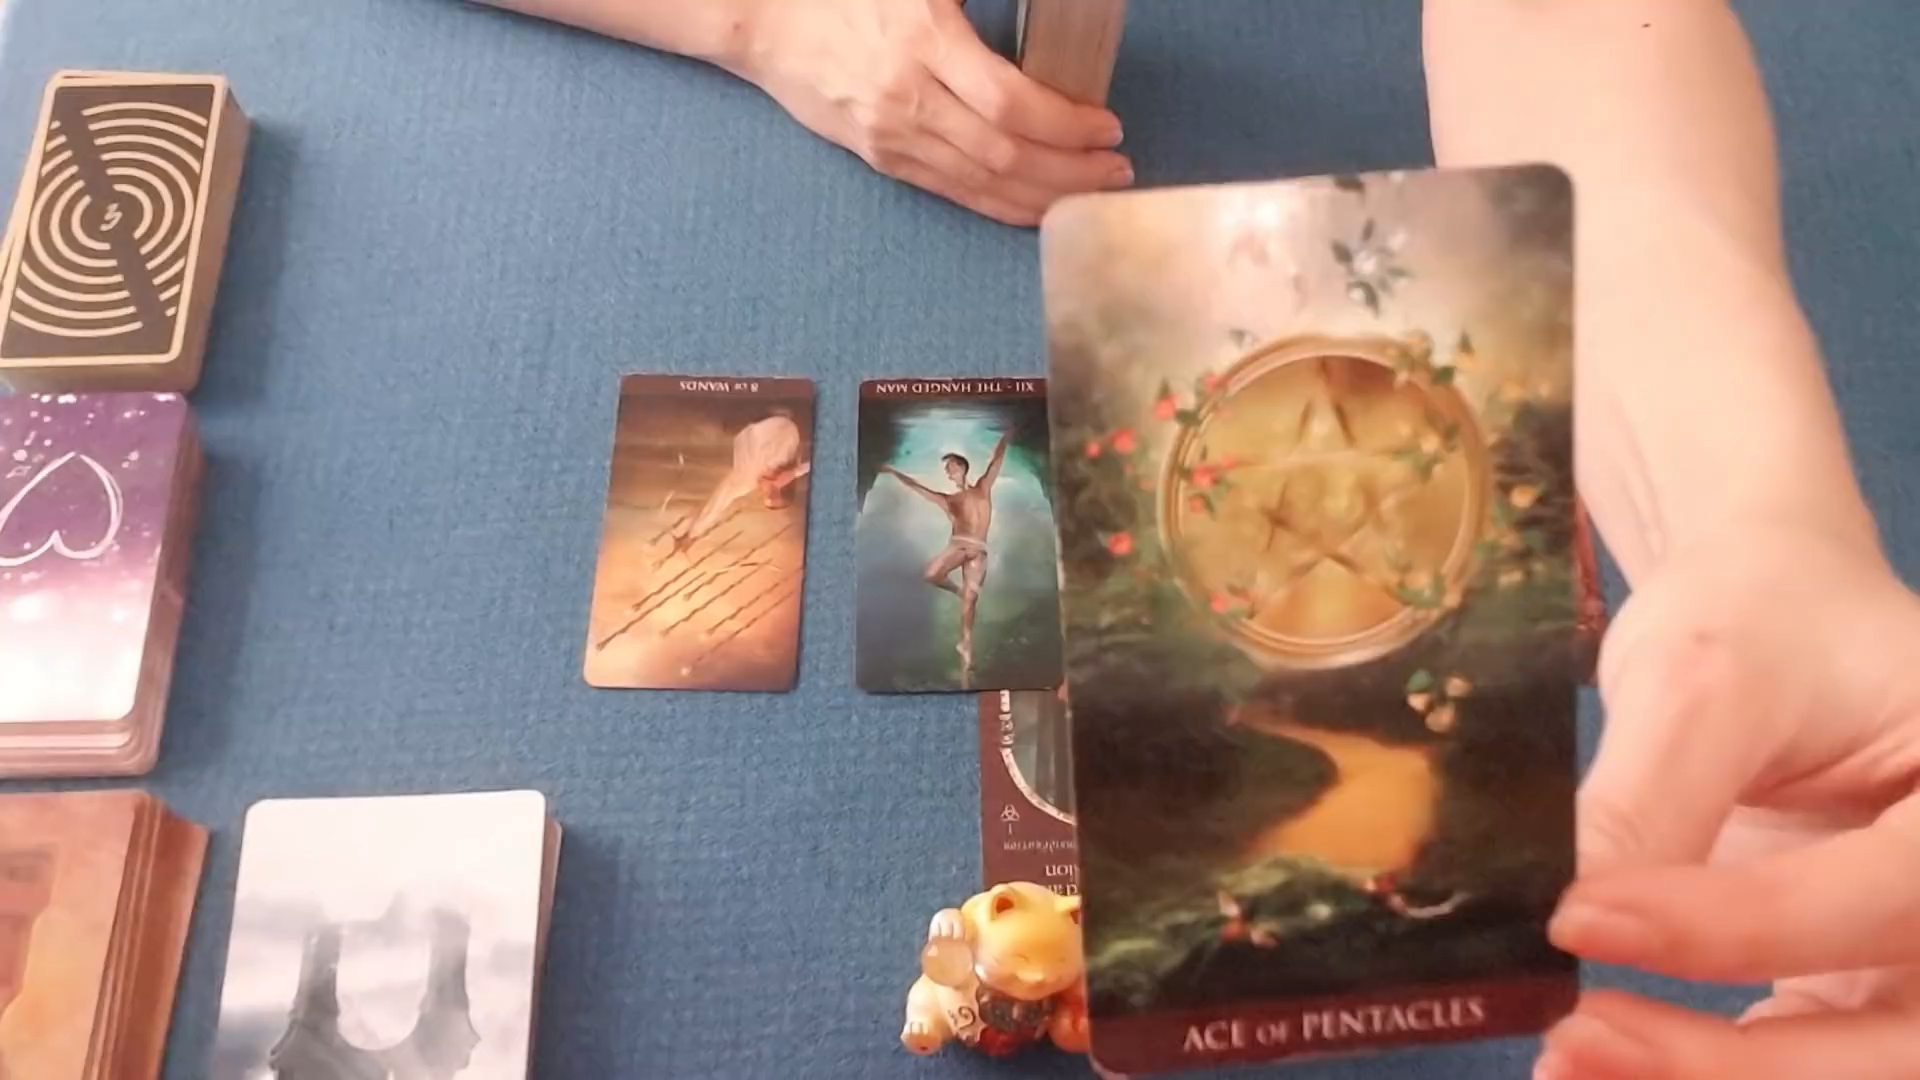 8 OF WANDS
XII - THE HANGED MAN
ACE OF PENTACLES